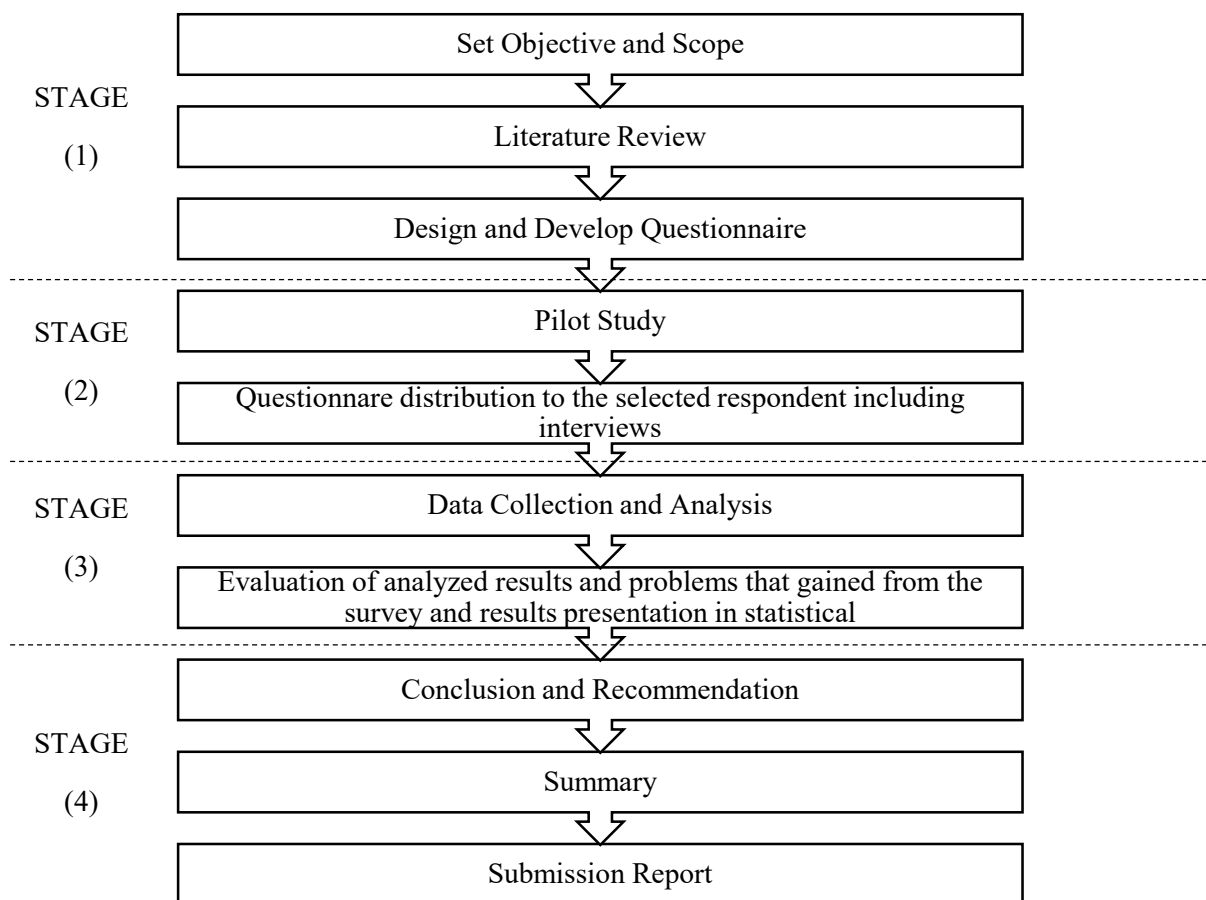 Set Objective and Scope
STAGE
(1)
Literature Review
Design and Develop Questionnaire
STAGE
(2)
Pilot Study
Questionnare distribution to the selected respondent including
interviews
STAGE
(3)
Data Collection and Analysis
Evaluation of analyzed results and problems that gained from the
survey and results presentation in statistical
STAGE
(4)
Conclusion and Recommendation
Summary
Submission Report